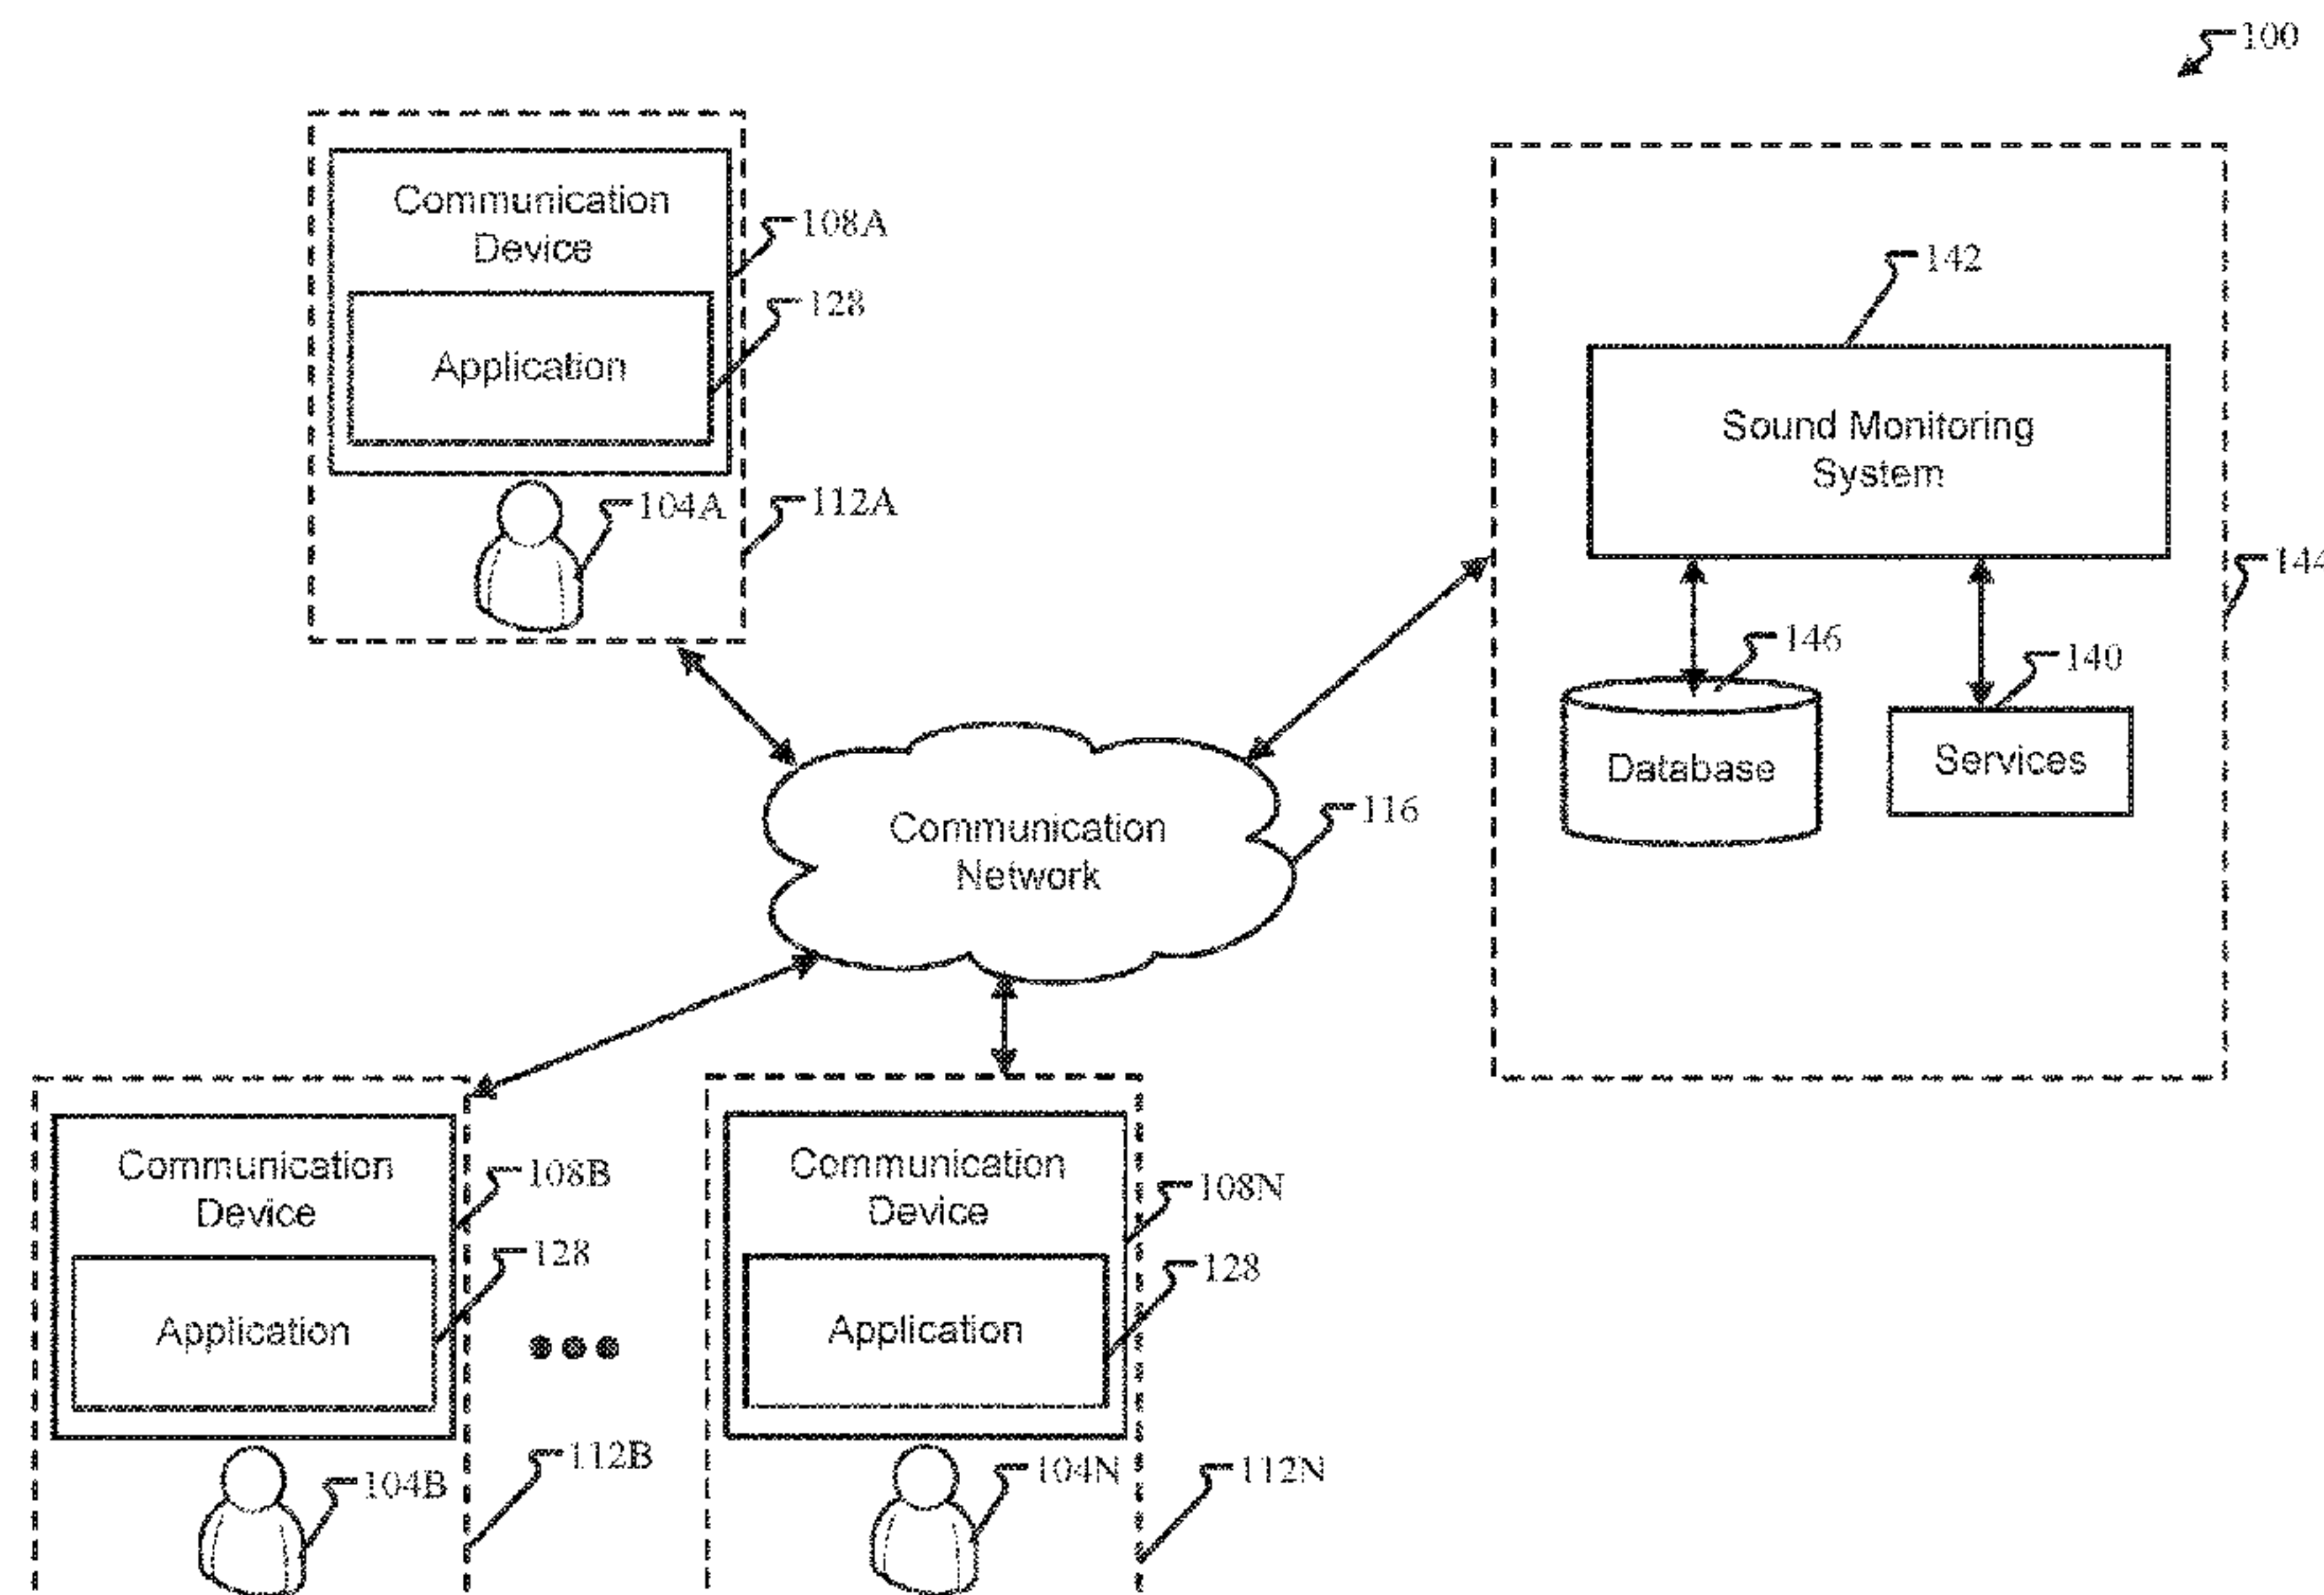 100
Communication
Device
108A
128
Application
104A
112A
142
Sound Monitoring
System
144
146
140
Database
Services
Communication
Network
116
Communication
Device
108B
128
Application
104B
112B
Communication
Device
108N
128
Application
104N
112N